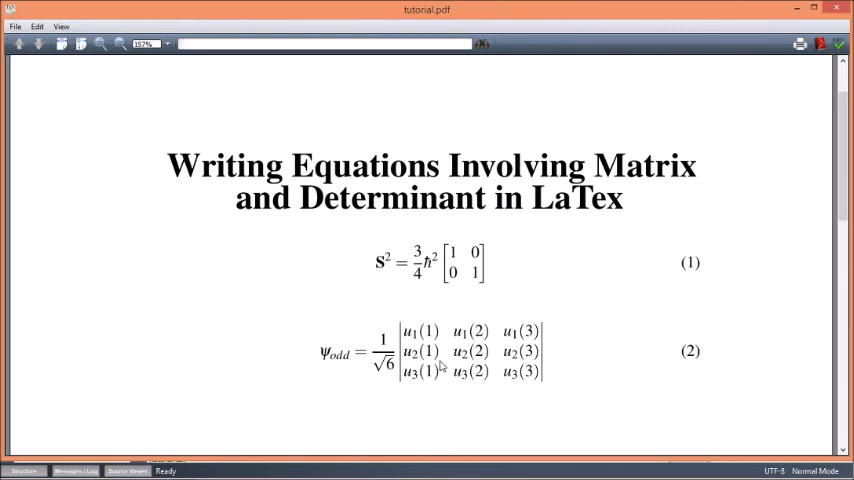 tutorial.pdf
File Edit View
157%
Writing Equations Involving Matrix
and Determinant in LaTex
S² = 3/4 ħ² [1 0; 0 1] (1)
ψ_odd = 1/√6 |u₁(1) u₁(2) u₁(3); u₂(1) u₂(2) u₂(3); u₃(1) u₃(2) u₃(3)| (2)
Structure Messages / Log Source Viewer Ready UTF-8 Normal Mode